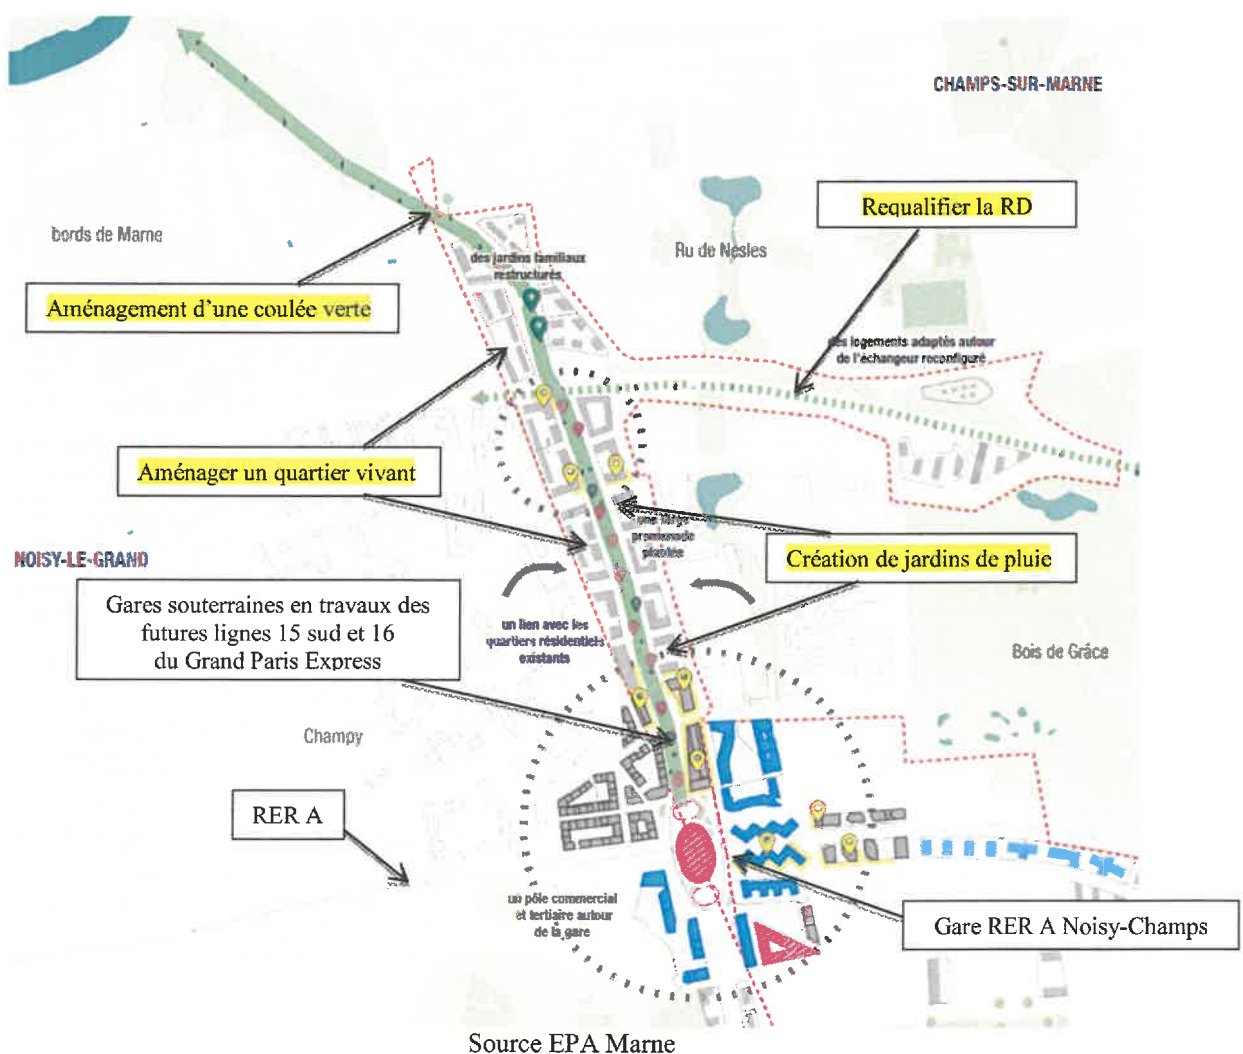 CHAMPS-SUR-MARNE
Requalifier la RD
bords de Marne
Ru de Nesles
des jardins familiaux
restructurés
Aménagement d’une coulée verte
des logements adaptés autour
de l'échangeur reconfiguré
Aménager un quartier vivant
une large
promenade
plantée
Création de jardins de pluie
NOISY-LE-GRAND
Gares souterraines en travaux des
futures lignes 15 sud et 16
du Grand Paris Express
un lien avec les
quartiers résidentiels
existants
Bois de Grâce
Champy
RER A
un pôle commercial
et tertiaire autour
de la gare
Gare RER A Noisy-Champs
Source EPA Marne